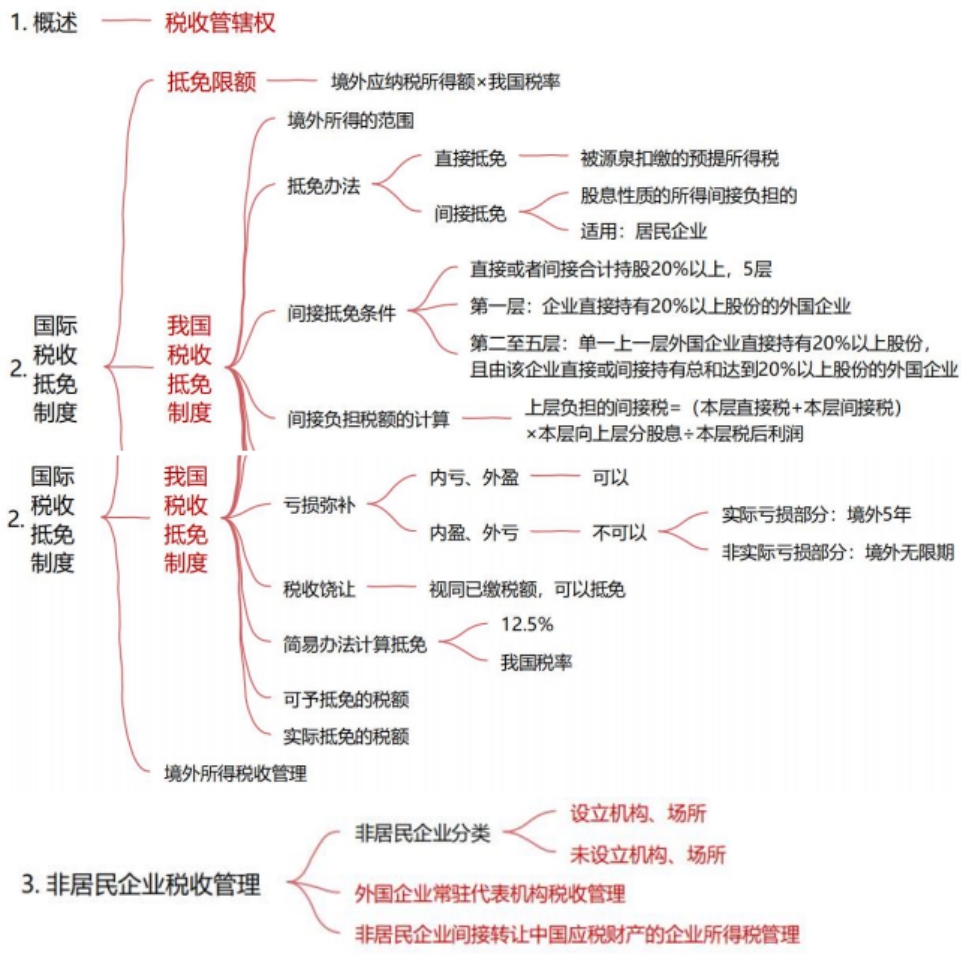 1. 概述
税收管辖权
抵免限额
境外应纳税所得额×我国税率
境外所得的范围
抵免办法
直接抵免
被源泉扣缴的预提所得税
间接抵免
股息性质的所得间接负担的
适用：居民企业
2.
国际
税收
抵免
制度
我国
税收
抵免
制度
间接抵免条件
直接或者间接合计持股20%以上，5层
第一层：企业直接持有20%以上股份的外国企业
第二至五层：单一上一层外国企业直接持有20%以上股份，
且由该企业直接或间接持有总和达到20%以上股份的外国企业
间接负担税额的计算
上层负担的间接税=（本层直接税+本层间接税）
×本层向上层分股息÷本层税后利润
2.
国际
税收
抵免
制度
我国
税收
抵免
制度
亏损弥补
内亏、外盈
可以
内盈、外亏
不可以
实际亏损部分：境外5年
非实际亏损部分：境外无限期
税收饶让
视同已缴税额，可以抵免
简易办法计算抵免
12.5%
我国税率
可予抵免的税额
实际抵免的税额
境外所得税收管理
3. 非居民企业税收管理
非居民企业分类
设立机构、场所
未设立机构、场所
外国企业常驻代表机构税收管理
非居民企业间接转让中国应税财产的企业所得税管理